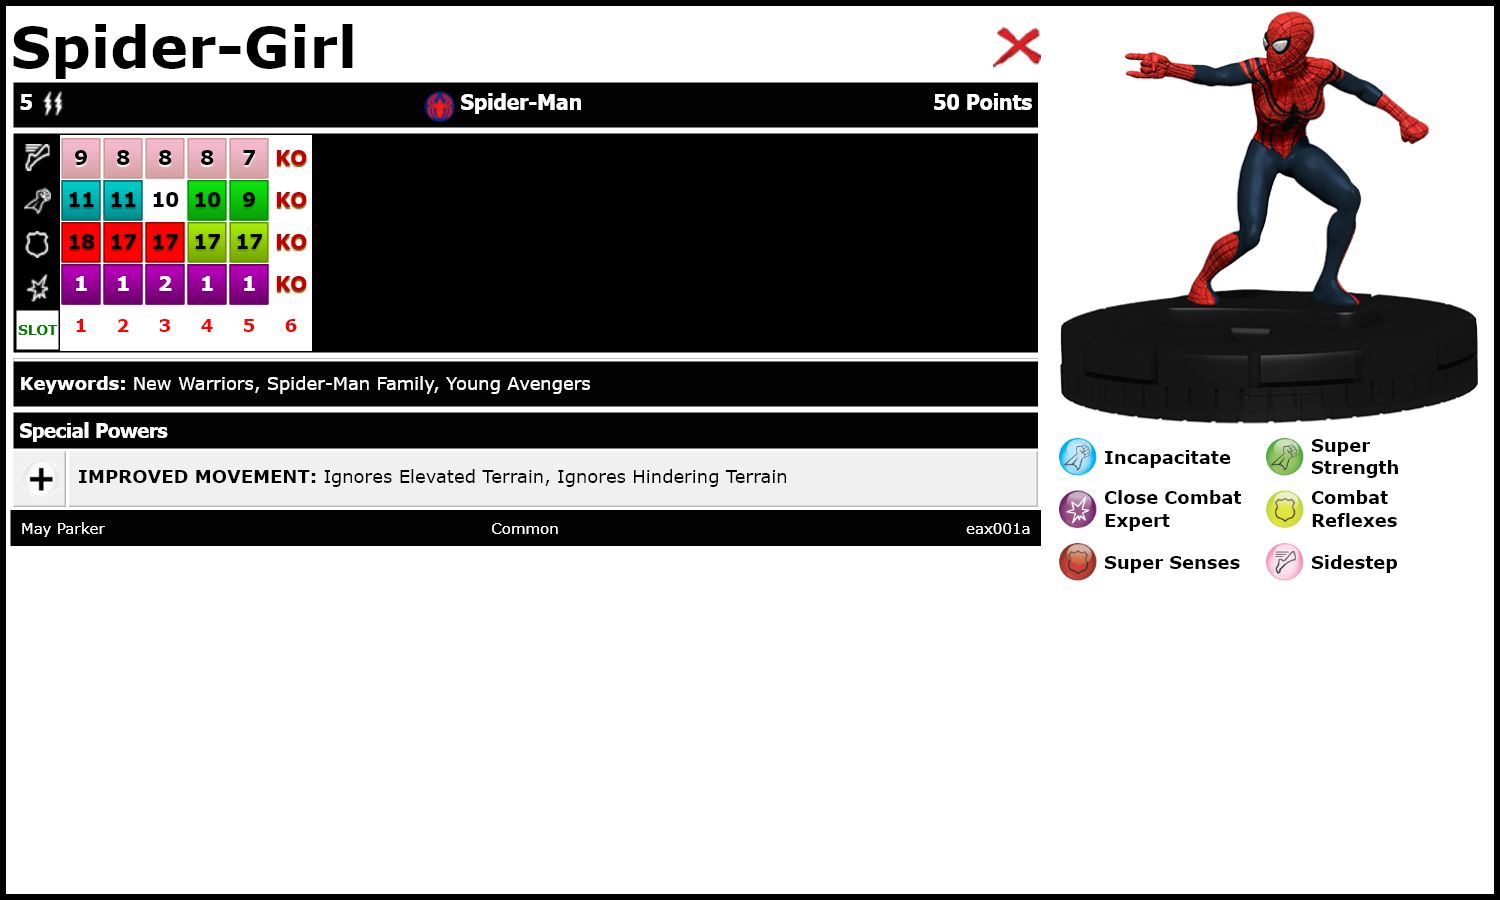 Spider-Girl
5 Spider-Man 50 Points
9 8 8 8 7 KO
11 11 10 10 9 KO
18 17 17 17 17 KO
1 1 2 1 1 KO
SLOT 1 2 3 4 5 6
Keywords: New Warriors, Spider-Man Family, Young Avengers
Special Powers
+ IMPROVED MOVEMENT: Ignores Elevated Terrain, Ignores Hindering Terrain
May Parker Common eax001a
Incapacitate
Super
Strength
Close Combat
Expert
Combat
Reflexes
Super Senses
Sidestep